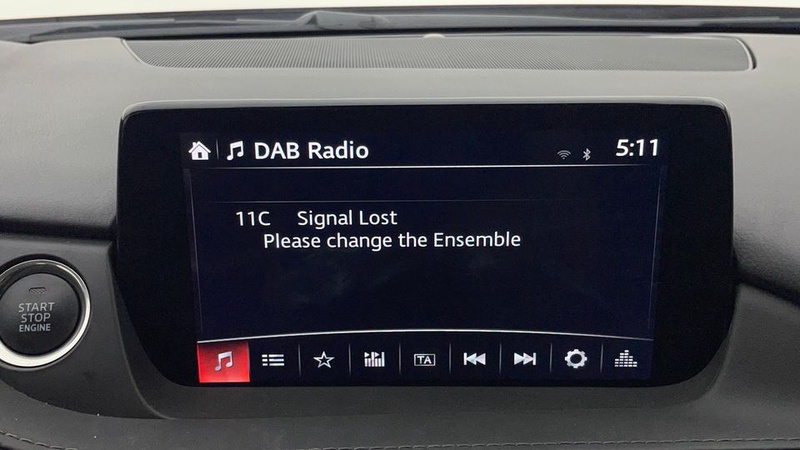 DAB Radio
5:11
11C Signal Lost
Please change the Ensemble
START
STOP
ENGINE
TA